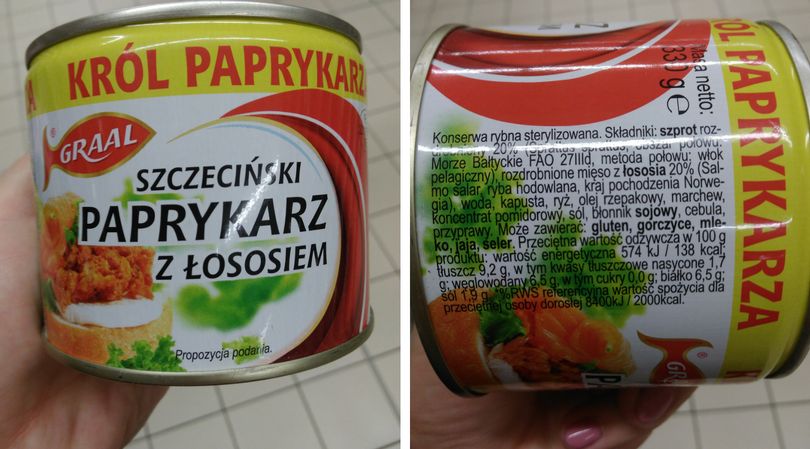 KRÓL PAPRYKARZ
GRAAL
SZCZECIŃSKI
PAPRYKARZ
Z ŁOSOSIEM
Propozycja podania.
Masa netto:
330 g e
KRÓL PAPRYKARZA
Konserwa rybna sterylizowana. Składniki: szprot roz-
20% (Sprattus sprattus, obszar połowu:
Morze Bałtyckie FAO 27IIId, metoda połowu: włok
pelagiczny), rozdrobnione mięso z łososia 20% (Sal-
mo salar, ryba hodowlana, kraj pochodzenia Norwe-
gia), woda, kapusta, ryż, olej rzepakowy, marchew,
koncentrat pomidorowy, sól, błonnik sojowy, cebula,
przyprawy. Może zawierać: gluten, gorczycę, mle-
ko, jaja, seler. Przeciętna wartość odżywcza w 100 g
produktu: wartość energetyczna 574 kJ / 138 kcal;
tłuszcz 9,2 g, w tym kwasy tłuszczowe nasycone 1,7
g; węglowodany 6,5 g, w tym cukry 0,0 g; białko 6,5 g;
sól 1,9 g. *%RWS referencyjna wartość spożycia dla
przeciętnej osoby dorosłej 8400kJ / 2000kcal.
GRAAL